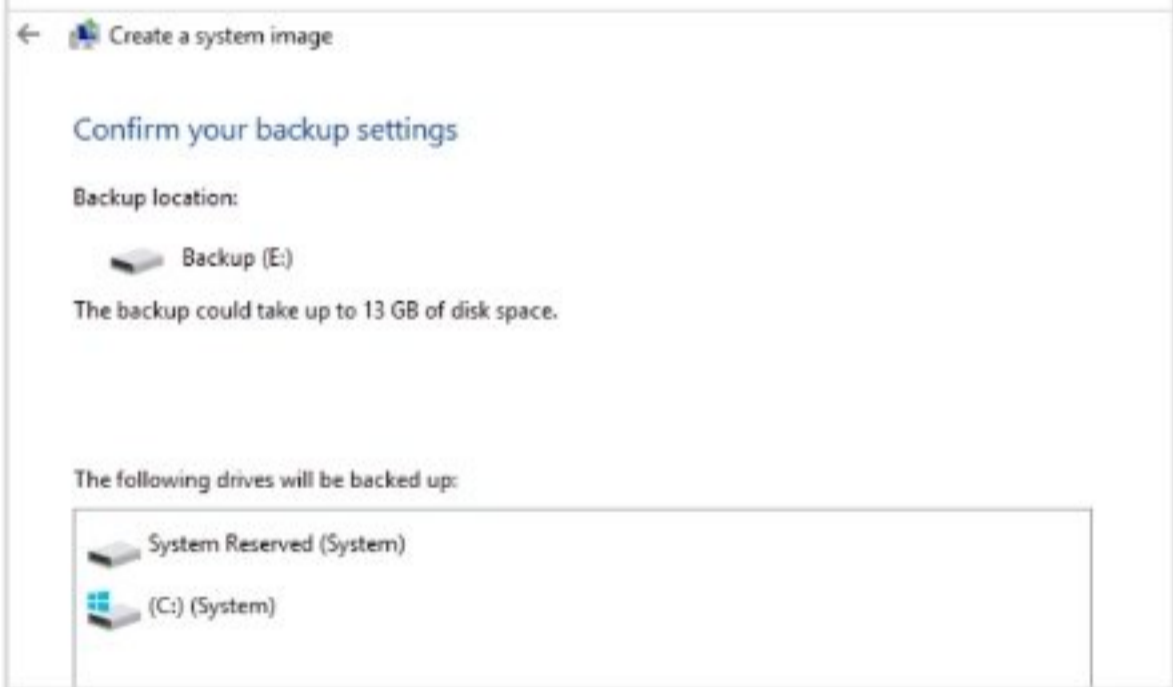 Create a system image
Confirm your backup settings
Backup location:
Backup (E:)
The backup could take up to 13 GB of disk space.
The following drives will be backed up:
System Reserved (System)
(C:) (System)